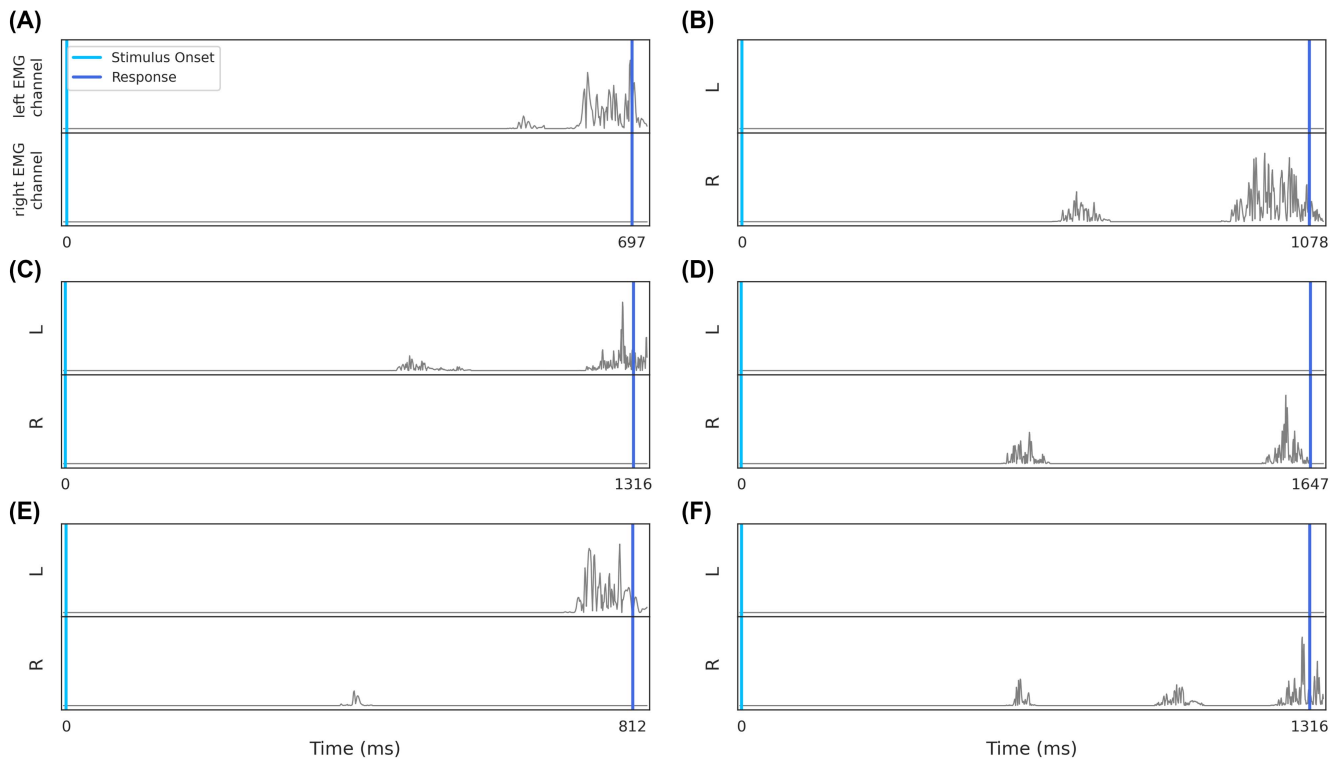 (A)
left EMG
channel
right EMG
channel
Stimulus Onset
Response
0
697
(B)
L
R
0
1078
(C)
L
R
0
1316
(D)
L
R
0
1647
(E)
L
R
0
812
Time (ms)
(F)
L
R
0
1316
Time (ms)